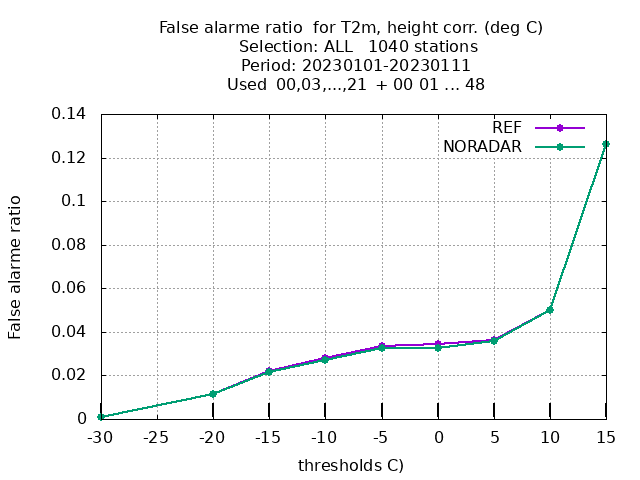 False alarme ratio  for T2m, height corr. (deg C)
Selection: ALL   1040 stations
Period: 20230101-20230111
Used  00,03,...,21  + 00 01 ... 48
REF
NORADAR
False alarme ratio
0.14
0.12
0.1
0.08
0.06
0.04
0.02
0
-30 -25 -20 -15 -10 -5 0 5 10 15
thresholds C)